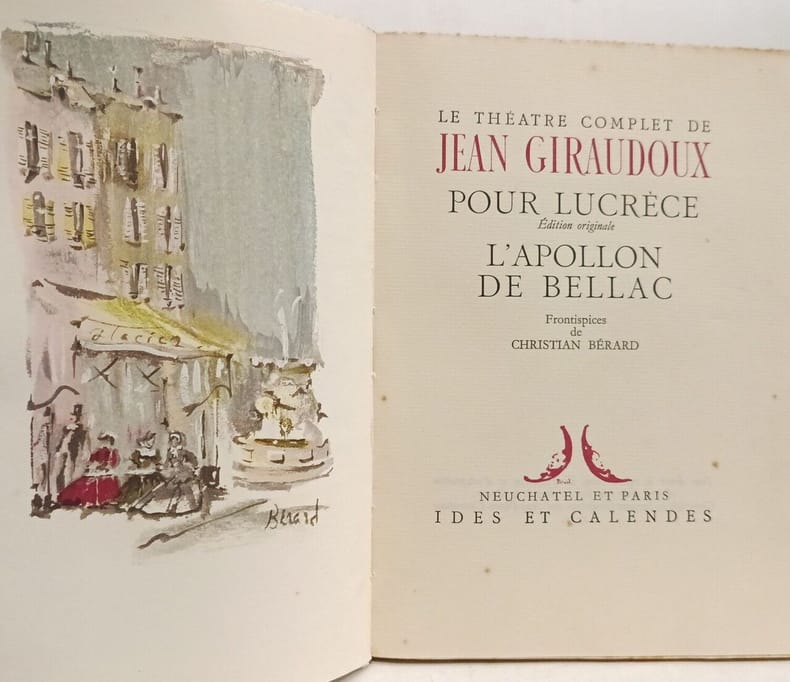 Glacier
Bérard
LE THÉATRE COMPLET DE
JEAN GIRAUDOUX
POUR LUCRÈCE
Édition originale
L'APOLLON
DE BELLAC
Frontispices
de
CHRISTIAN BÉRARD
NEUCHATEL ET PARIS
IDES ET CALENDES